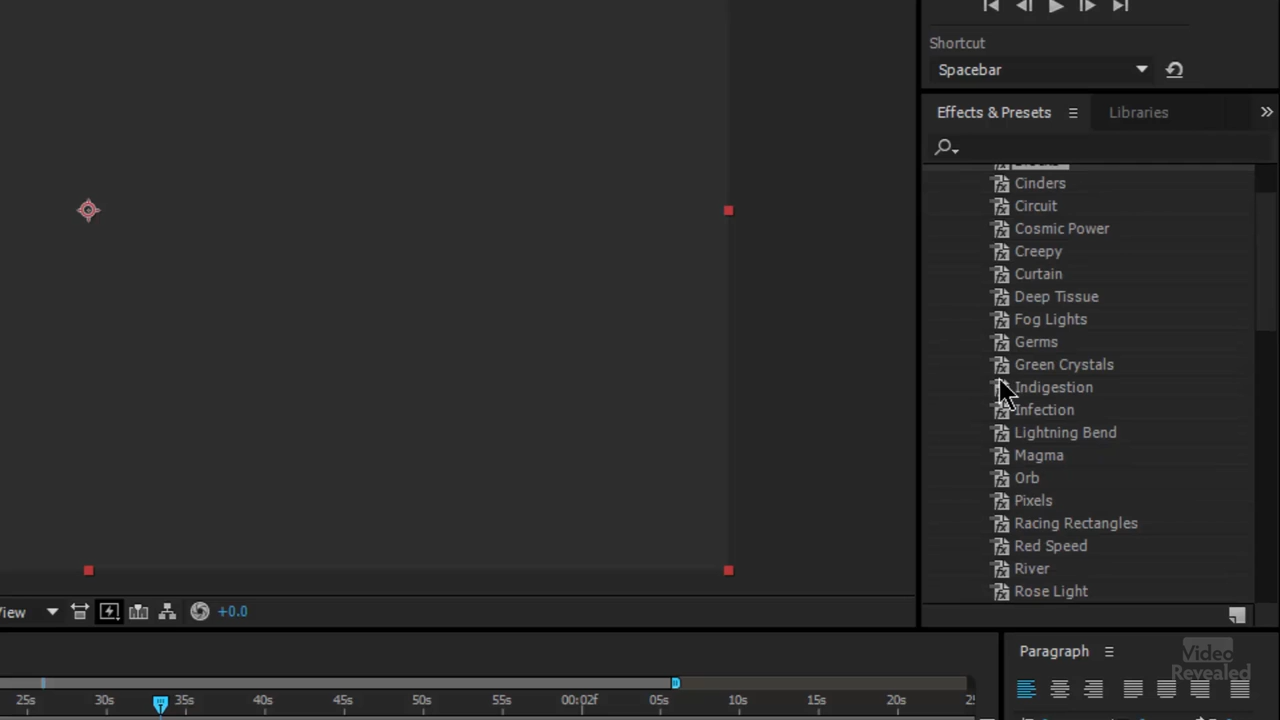 Shortcut
Spacebar
Effects & Presets
Libraries
Cinders
Circuit
Cosmic Power
Creepy
Curtain
Deep Tissue
Fog Lights
Germs
Green Crystals
Indigestion
Infection
Lightning Bend
Magma
Orb
Pixels
Racing Rectangles
Red Speed
River
Rose Light
+0.0
Paragraph
Video
Revealed
25s 30s 35s 40s 45s 50s 55s 00:02f 05s 10s 15s 20s